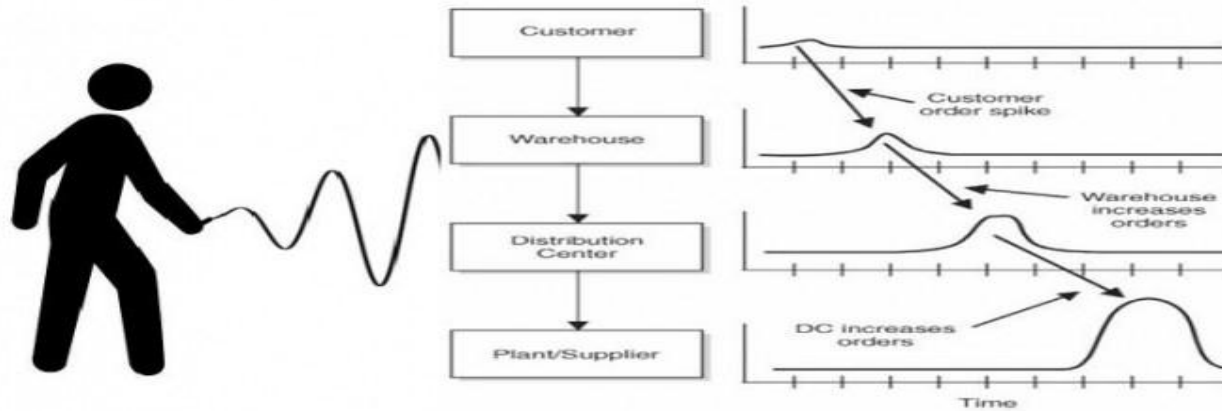 Customer
Customer
order spike
Warehouse
Warehouse
increases
orders
Distribution
Center
DC increases
orders
Plant/Supplier
Time